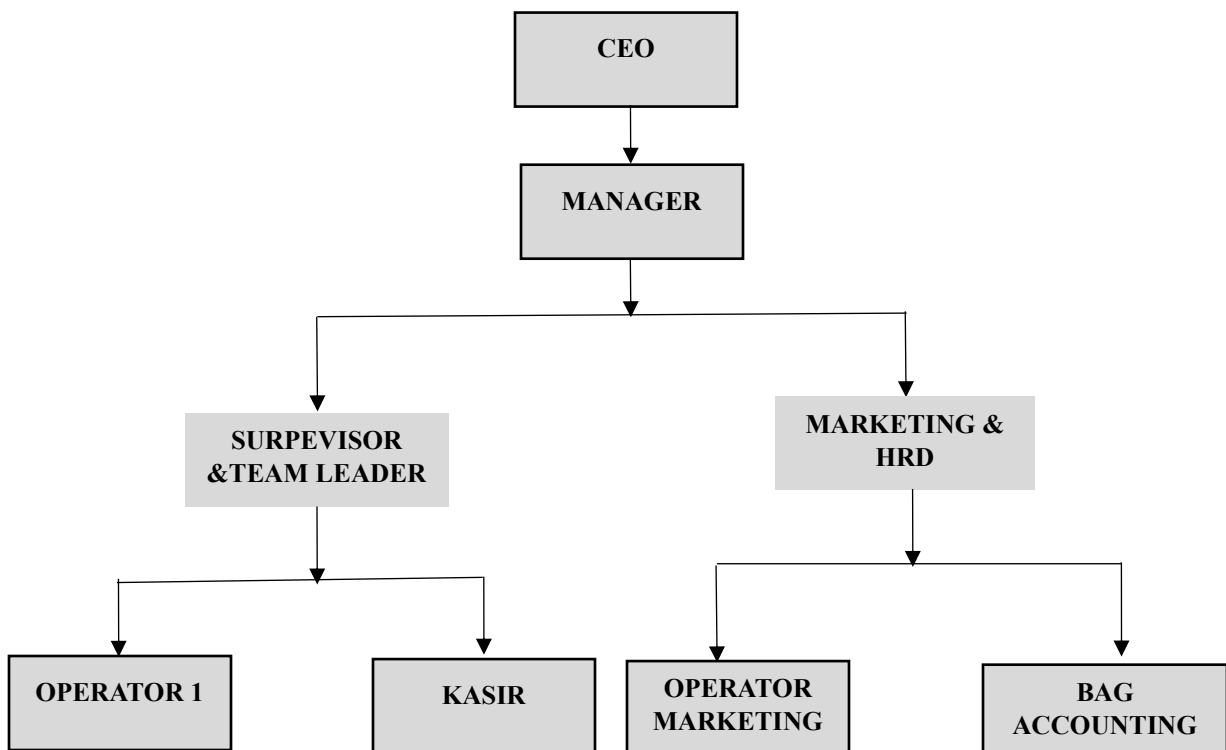 CEO
MANAGER
SURPEVISOR
&TEAM LEADER
MARKETING &
HRD
OPERATOR 1
KASIR
OPERATOR
MARKETING
BAG
ACCOUNTING